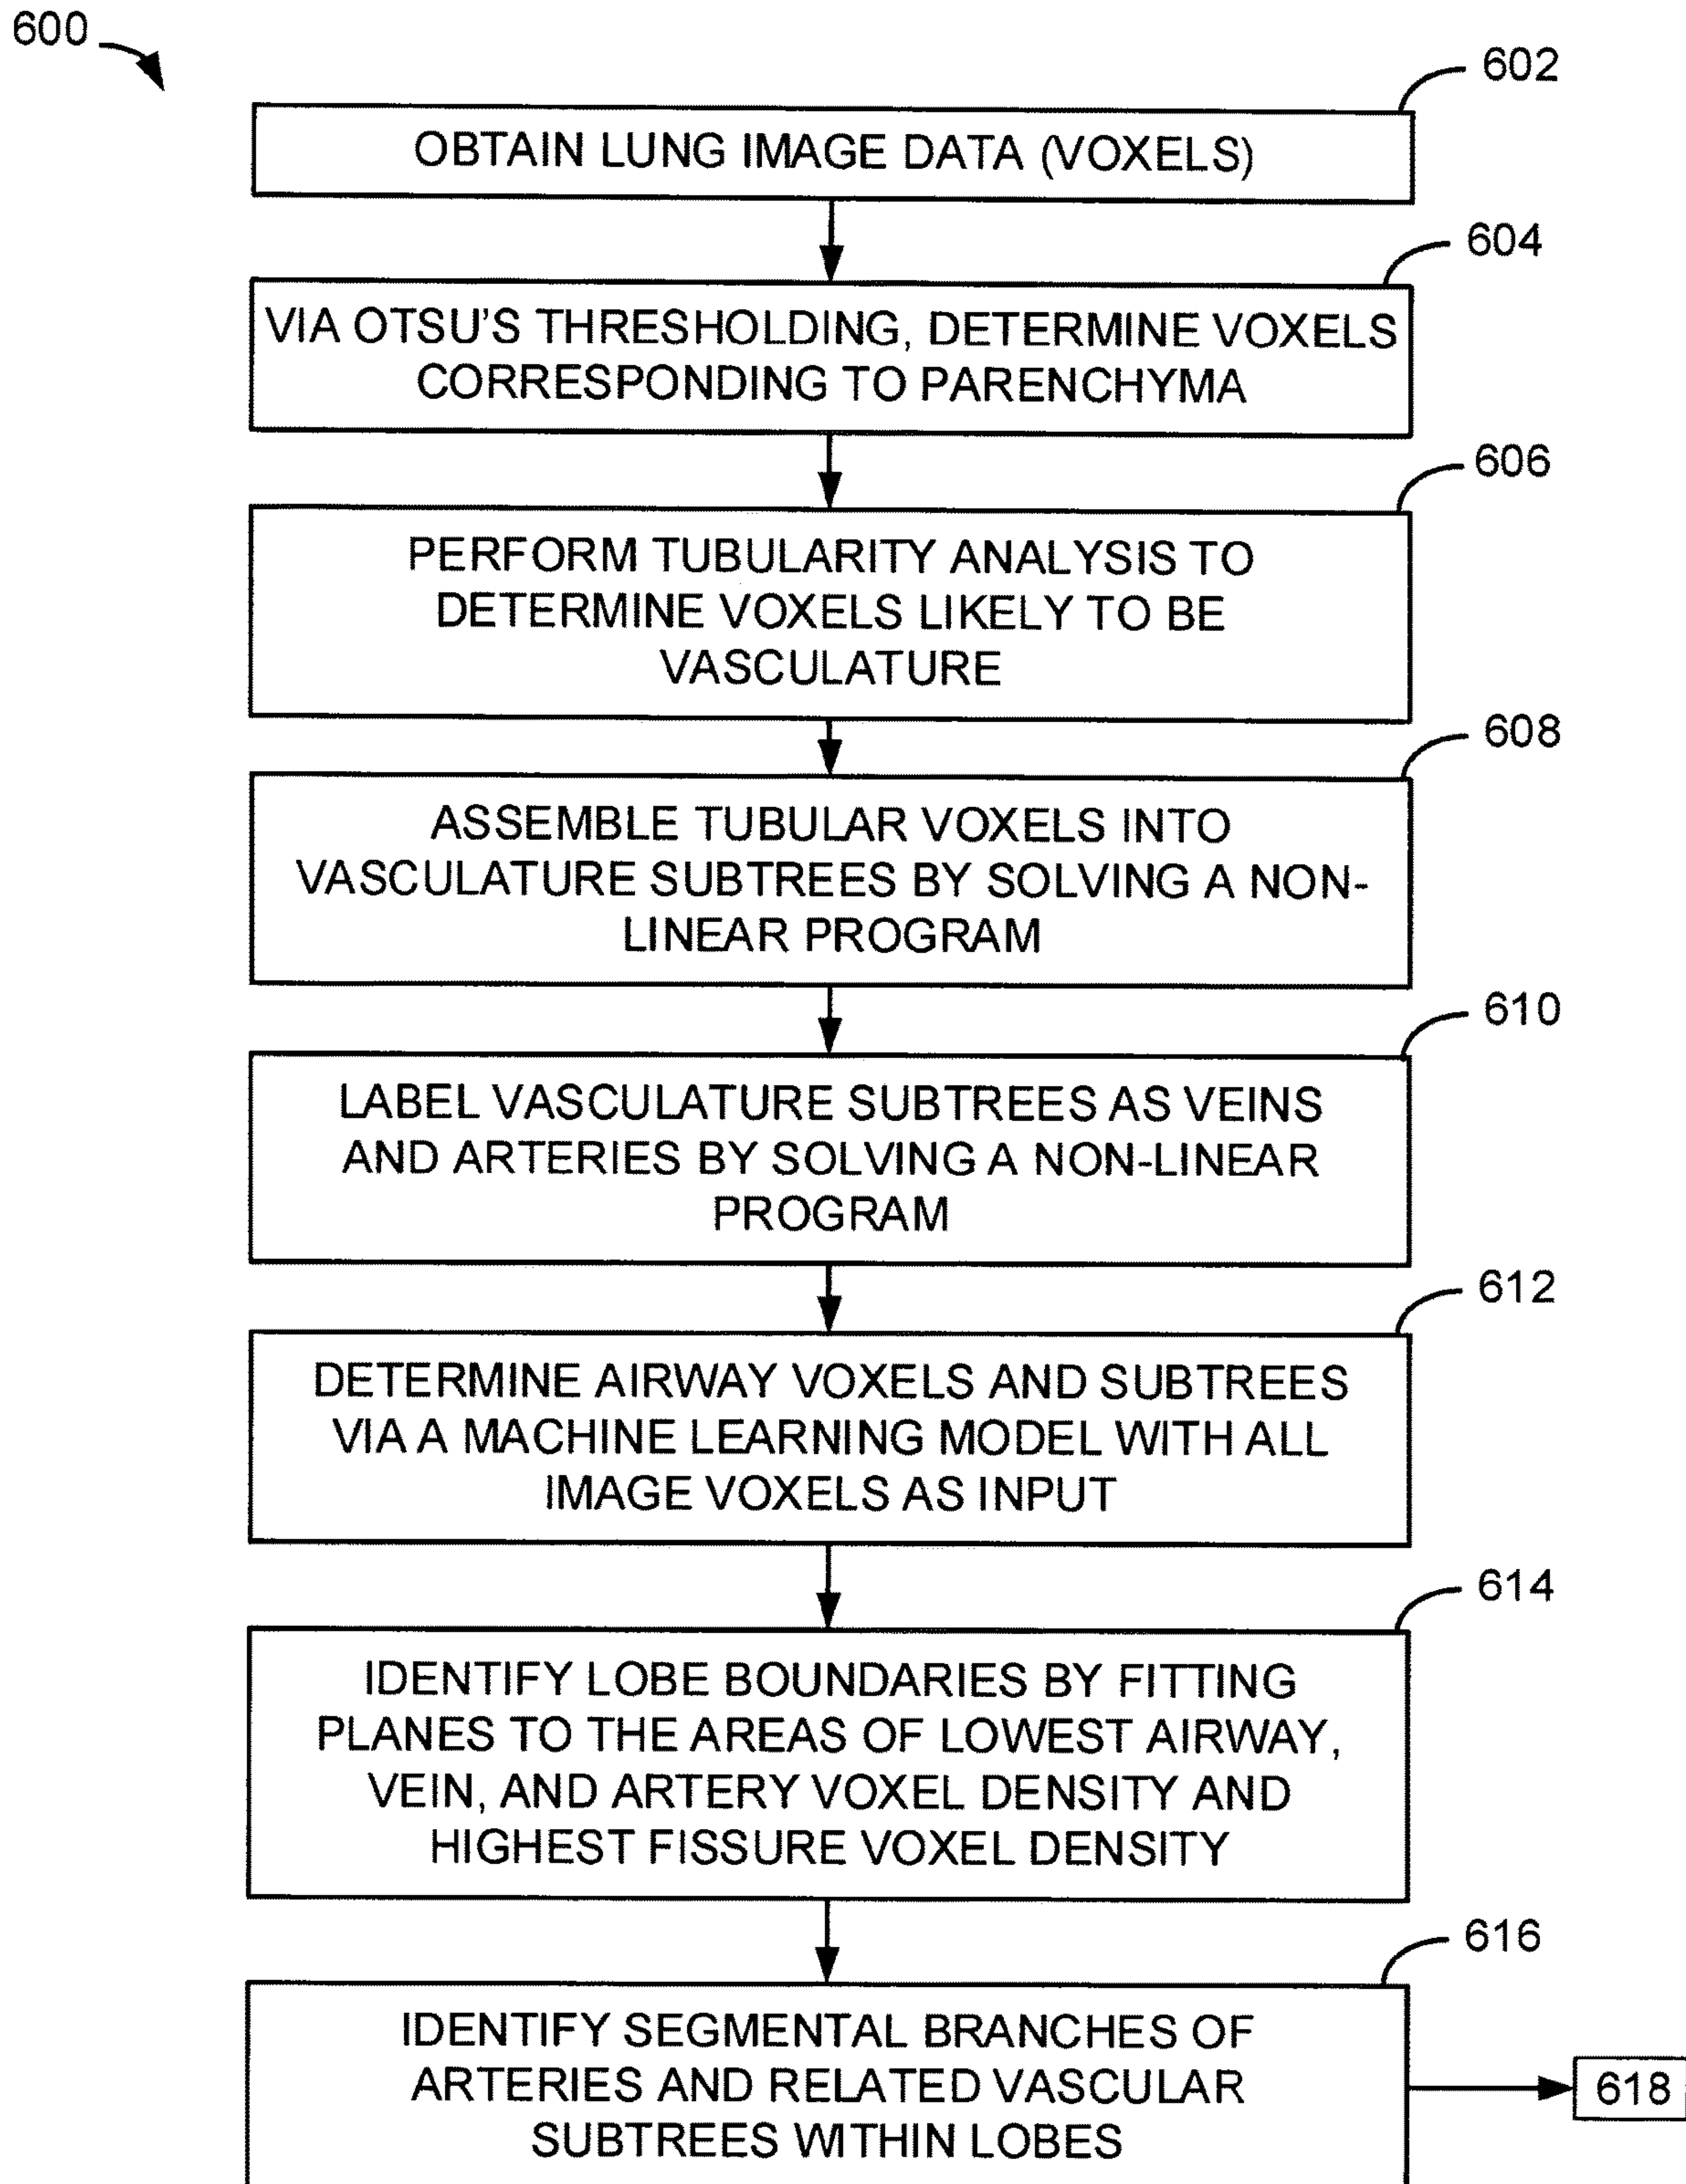 600
602
OBTAIN LUNG IMAGE DATA (VOXELS)
604
VIA OTSU'S THRESHOLDING, DETERMINE VOXELS
CORRESPONDING TO PARENCHYMA
606
PERFORM TUBULARITY ANALYSIS TO
DETERMINE VOXELS LIKELY TO BE
VASCULATURE
608
ASSEMBLE TUBULAR VOXELS INTO
VASCULATURE SUBTREES BY SOLVING A NON-
LINEAR PROGRAM
610
LABEL VASCULATURE SUBTREES AS VEINS
AND ARTERIES BY SOLVING A NON-LINEAR
PROGRAM
612
DETERMINE AIRWAY VOXELS AND SUBTREES
VIA A MACHINE LEARNING MODEL WITH ALL
IMAGE VOXELS AS INPUT
614
IDENTIFY LOBE BOUNDARIES BY FITTING
PLANES TO THE AREAS OF LOWEST AIRWAY,
VEIN, AND ARTERY VOXEL DENSITY AND
HIGHEST FISSURE VOXEL DENSITY
616
IDENTIFY SEGMENTAL BRANCHES OF
ARTERIES AND RELATED VASCULAR
SUBTREES WITHIN LOBES
618